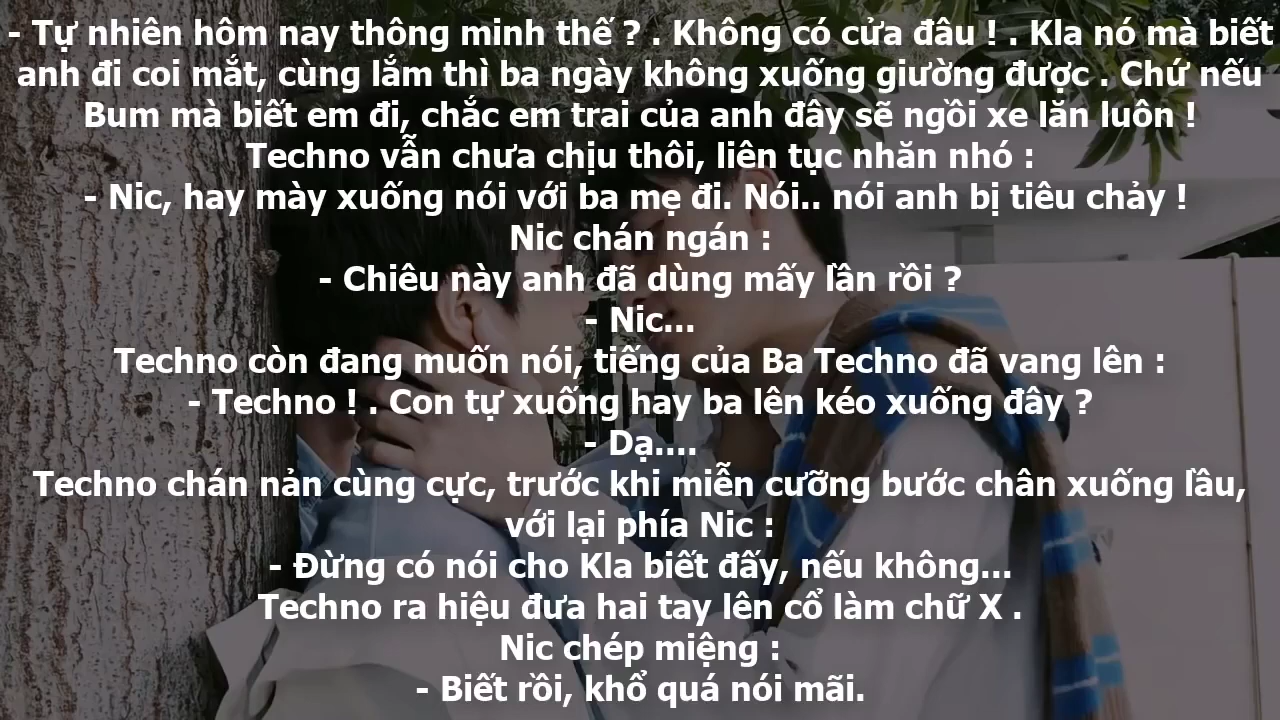 - Tự nhiên hôm nay thông minh thế ? . Không có cửa đâu ! . Kla nó mà biết
anh đi coi mắt, cùng lắm thì ba ngày không xuống giường được . Chứ nếu
Bum mà biết em đi, chắc em trai của anh đây sẽ ngồi xe lăn luôn !
Techno vẫn chưa chịu thôi, liên tục nhăn nhó :
- Nic, hay mày xuống nói với ba mẹ đi. Nói.. nói anh bị tiêu chảy !
Nic chán ngán :
- Chiêu này anh đã dùng mấy lần rồi ?
- Nic...
Techno còn đang muốn nói, tiếng của Ba Techno đã vang lên :
- Techno ! . Con tự xuống hay ba lên kéo xuống đây ?
- Dạ....
Techno chán nản cùng cực, trước khi miễn cưỡng bước chân xuống lầu,
với lại phía Nic :
- Đừng có nói cho Kla biết đấy, nếu không...
Techno ra hiệu đưa hai tay lên cổ làm chữ X .
Nic chép miệng :
- Biết rồi, khổ quá nói mãi.